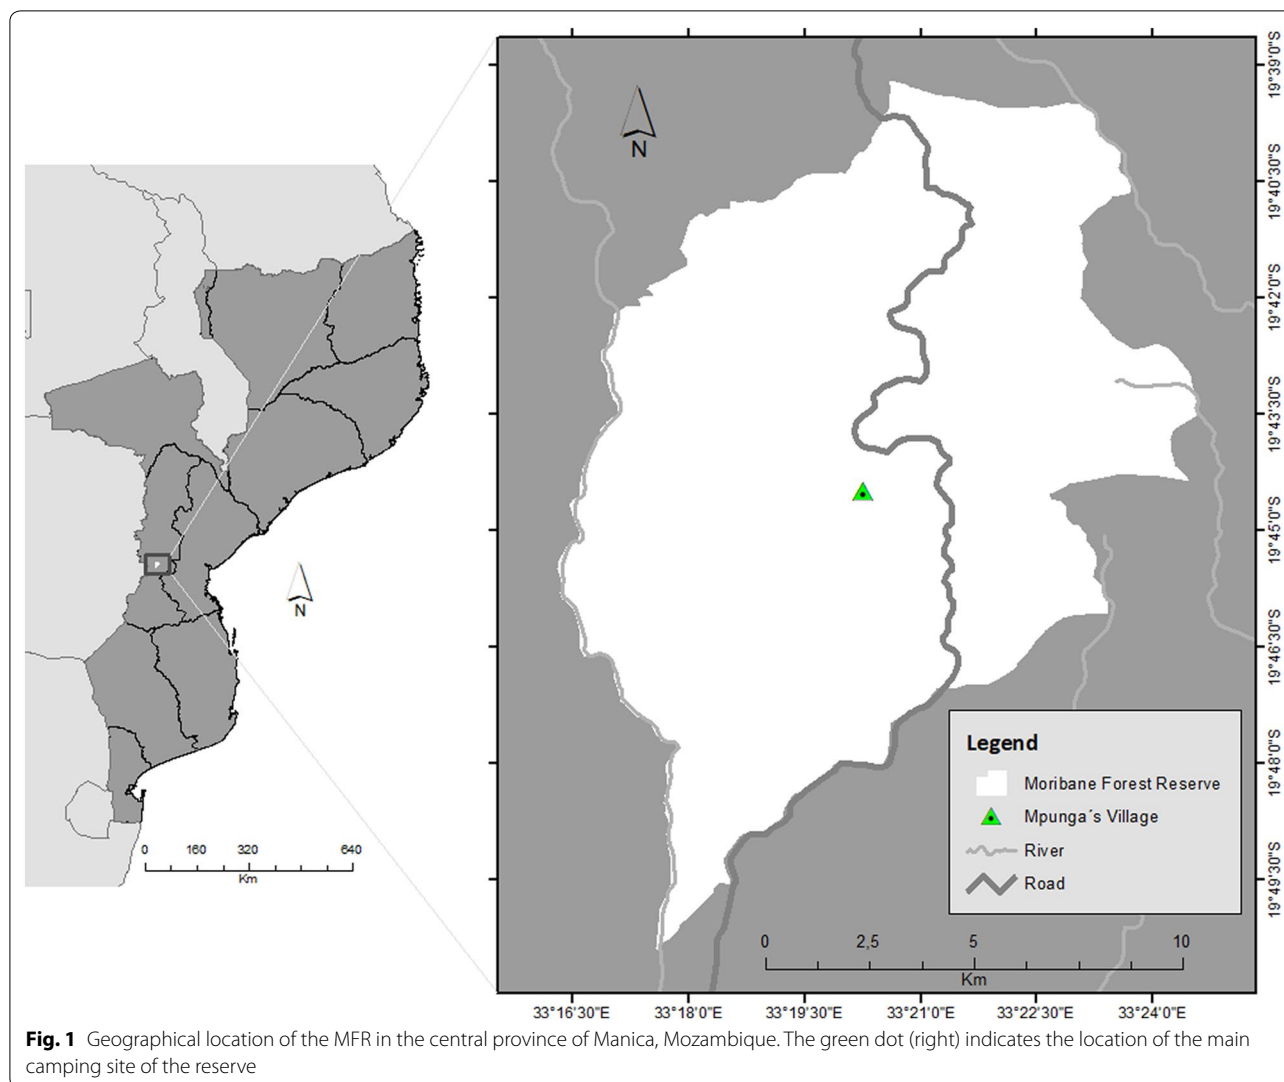 N
N
0 160 320 640
Km
19°39'0"S
19°40'30"S
19°42'0"S
19°43'30"S
19°45'0"S
19°46'30"S
19°48'0"S
19°49'30"S
Legend
Moribane Forest Reserve
Mpunga´s Village
River
Road
0 2,5 5 10
Km
33°16'30"E 33°18'0"E 33°19'30"E 33°21'0"E 33°22'30"E 33°24'0"E
Fig. 1 Geographical location of the MFR in the central province of Manica, Mozambique. The green dot (right) indicates the location of the main
camping site of the reserve